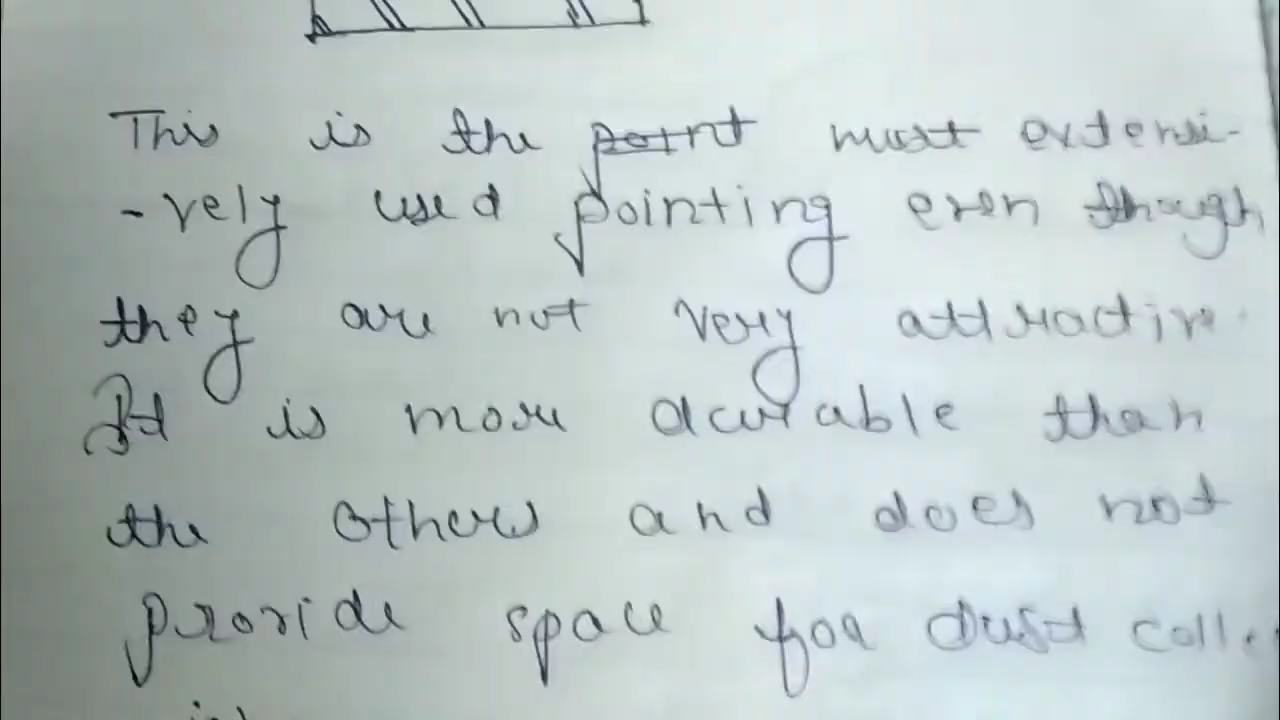 This is the point most extensi-
-vely used pointing even though
they are not very attractive.
It is more durable than
the others and does not
provide space for dust